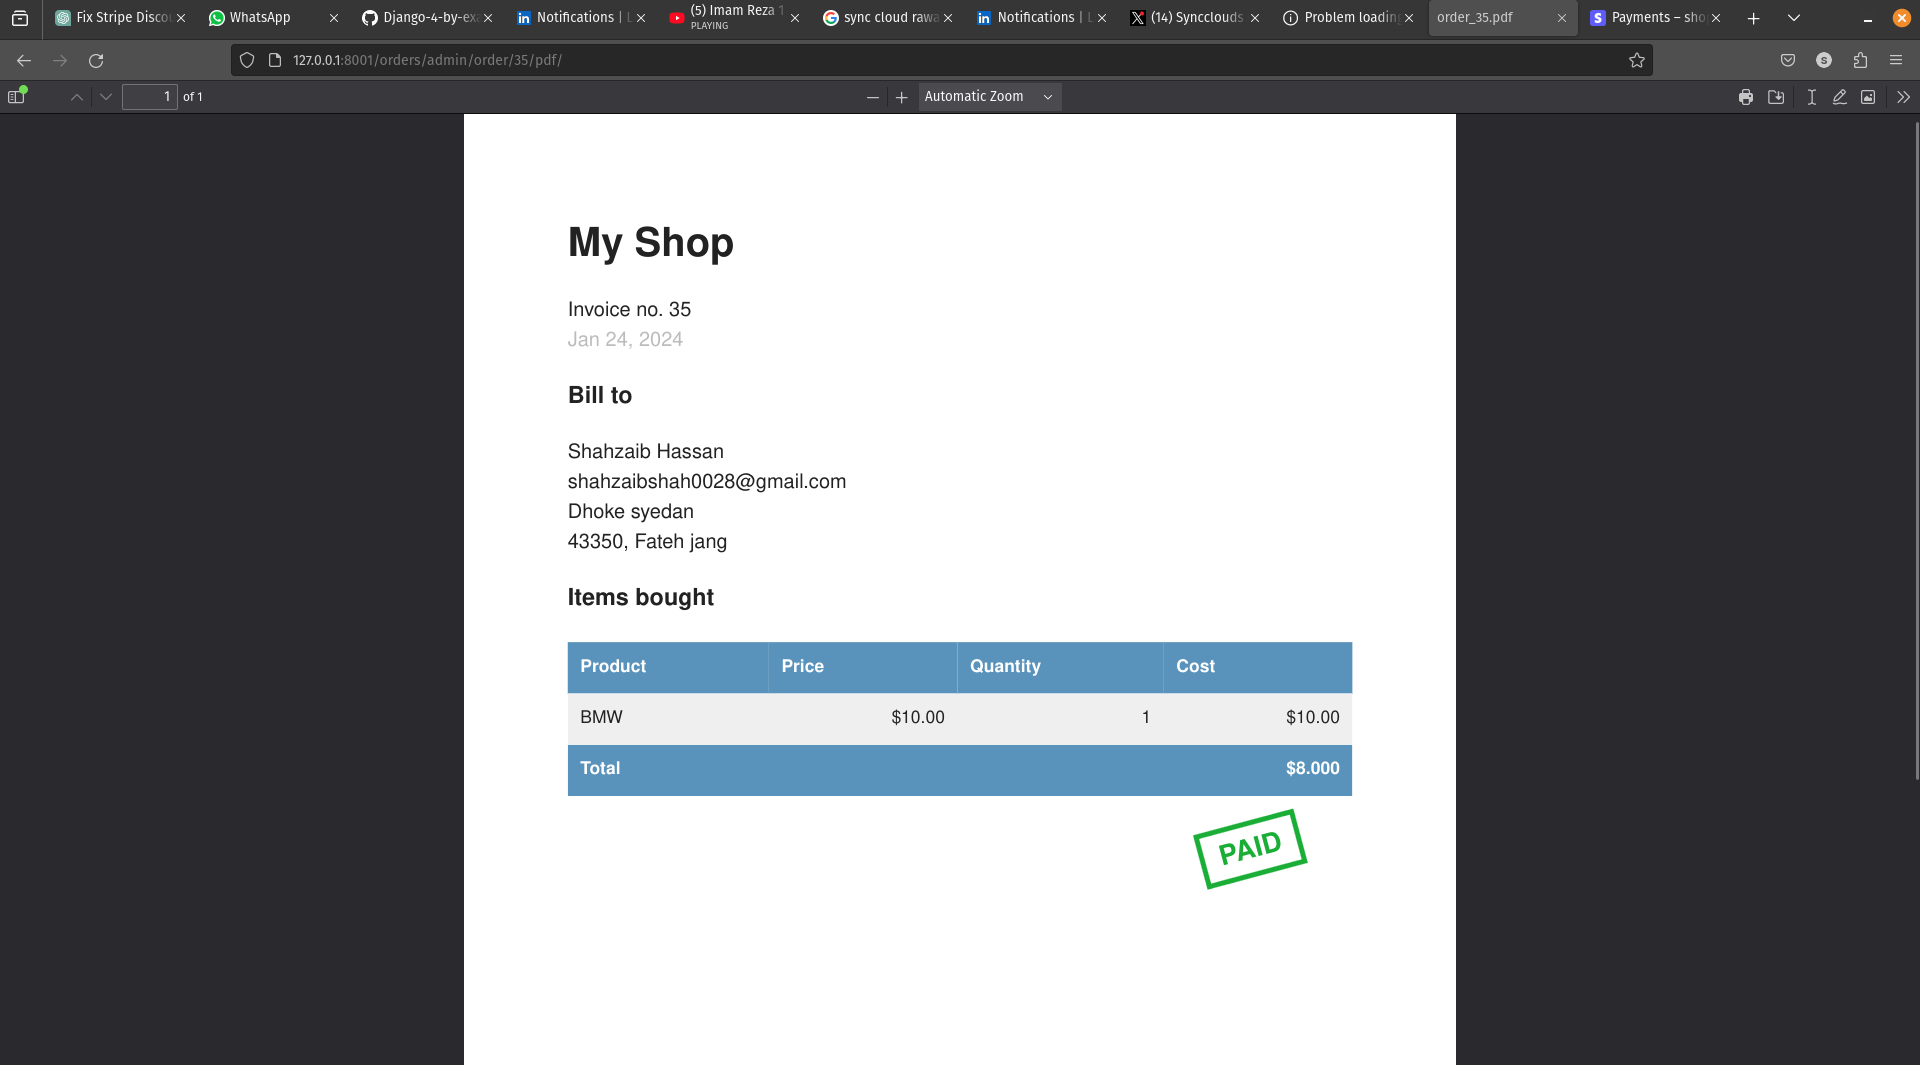 Fix Stripe Disco
WhatsApp
Django-4-by-exa
Notifications | L
(5) Imam Reza 1
PLAYING
sync cloud rawa
Notifications | L
(14) Syncclouds
Problem loading
order_35.pdf
Payments – sho
127.0.0.1:8001/orders/admin/order/35/pdf/
S
1 of 1
Automatic Zoom
My Shop
Invoice no. 35
Jan 24, 2024
Bill to
Shahzaib Hassan
shahzaibshah0028@gmail.com
Dhoke syedan
43350, Fateh jang
Items bought
Product Price Quantity Cost
BMW $10.00 1 $10.00
Total $8.000
PAID